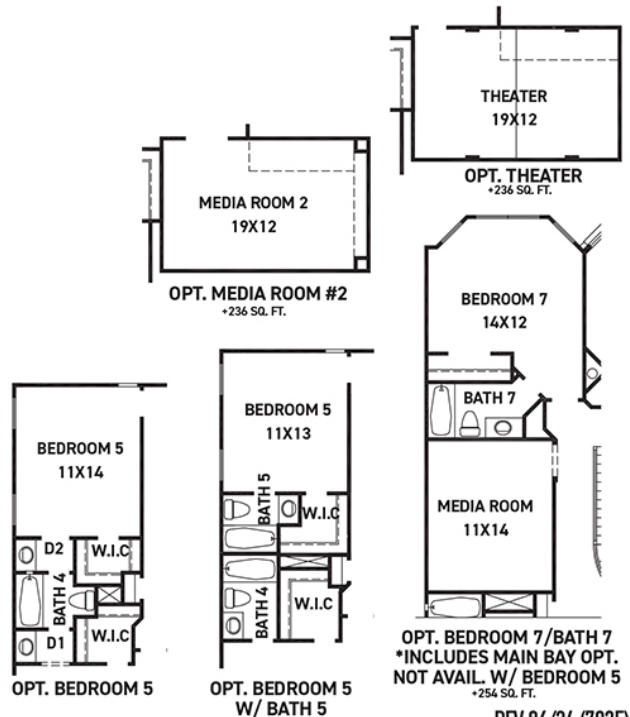 THEATER
19X12
OPT. THEATER
+236 SQ. FT.
MEDIA ROOM 2
19X12
OPT. MEDIA ROOM #2
+236 SQ. FT.
BEDROOM 7
14X12
BATH 7
MEDIA ROOM
11X14
OPT. BEDROOM 7/BATH 7
*INCLUDES MAIN BAY OPT.
NOT AVAIL. W/ BEDROOM 5
+254 SQ. FT.
BEDROOM 5
11X14
D2
W.I.C
BATH 4
D1
W.I.C
OPT. BEDROOM 5
BEDROOM 5
11X13
BATH 5
W.I.C
BATH 4
W.I.C
OPT. BEDROOM 5
W/ BATH 5